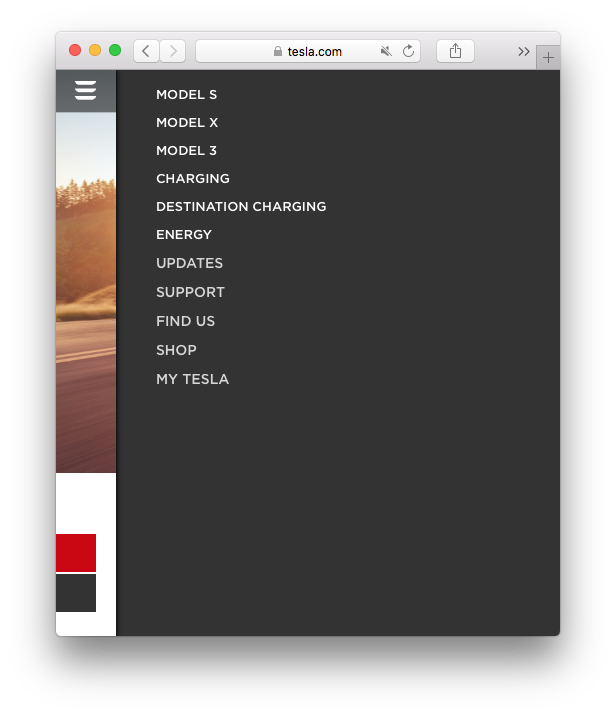 tesla.com
MODEL S
MODEL X
MODEL 3
CHARGING
DESTINATION CHARGING
ENERGY
UPDATES
SUPPORT
FIND US
SHOP
MY TESLA